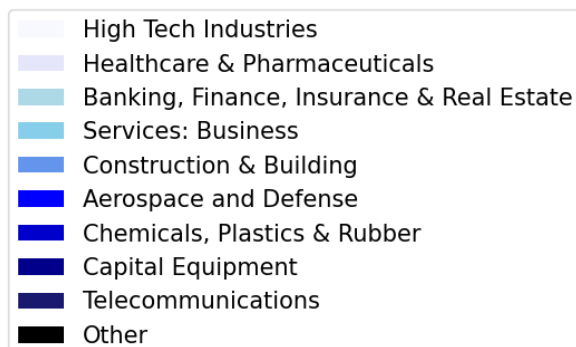 High Tech Industries
Healthcare & Pharmaceuticals
Banking, Finance, Insurance & Real Estate
Services: Business
Construction & Building
Aerospace and Defense
Chemicals, Plastics & Rubber
Capital Equipment
Telecommunications
Other